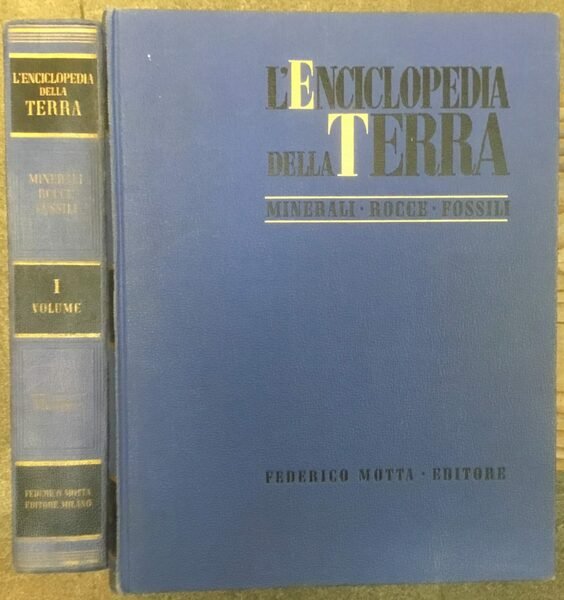 L'ENCICLOPEDIA
DELLA
TERRA
MINERALI
ROCCE
FOSSILI
I
VOLUME
FEDERICO MOTTA
EDITORE MILANO
L'ENCICLOPEDIA
DELLA TERRA
MINERALI · ROCCE · FOSSILI
FEDERICO MOTTA · EDITORE